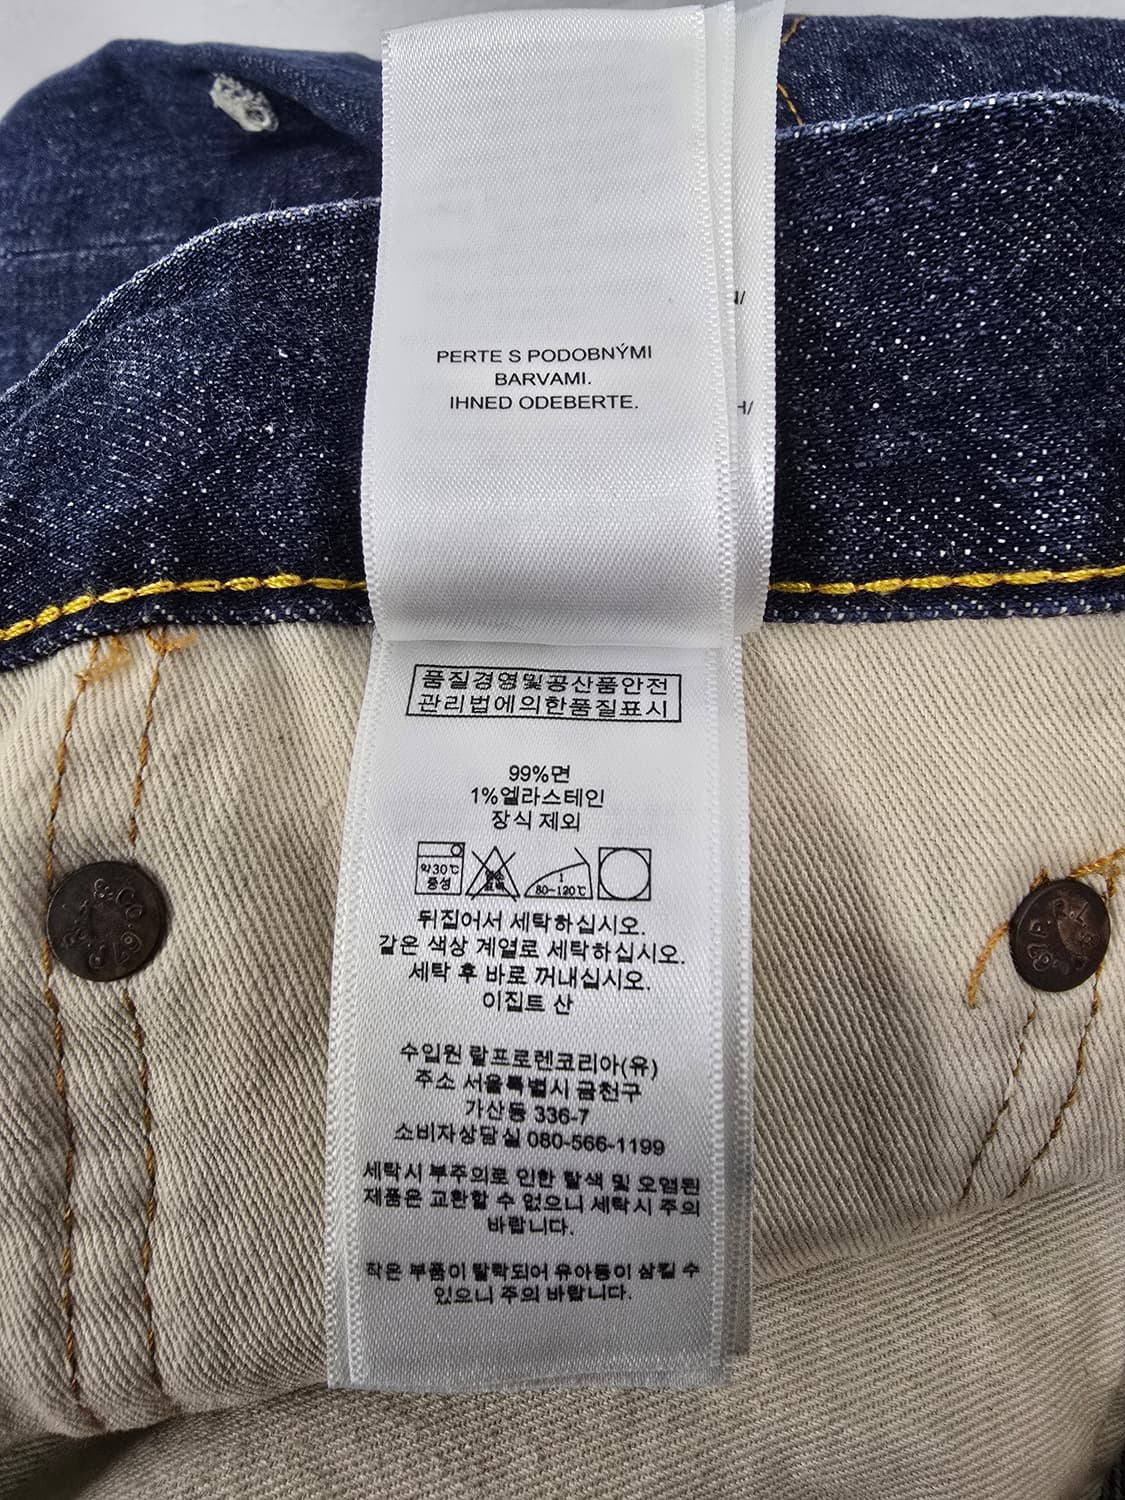 PERTE S PODOBNÝMI
BARVAMI.
IHNED ODEBERTE.
품질경영및공산품안전
관리법에의한품질표시
99%면
1%엘라스테인
장식 제외
약30℃
중성
염소
표백
1
80~120℃
뒤집어서 세탁하십시오.
같은 색상 계열로 세탁하십시오.
세탁 후 바로 꺼내십시오.
이집트 산
수입원 랄프로렌코리아(유)
주소 서울특별시 금천구
가산동 336-7
소비자상담실 080-566-1199
세탁시 부주의로 인한 탈색 및 오염된
제품은 교환할 수 없으니 세탁시 주의
바랍니다.
작은 부품이 탈락되어 유아등이 삼킬 수
있으니 주의 바랍니다.